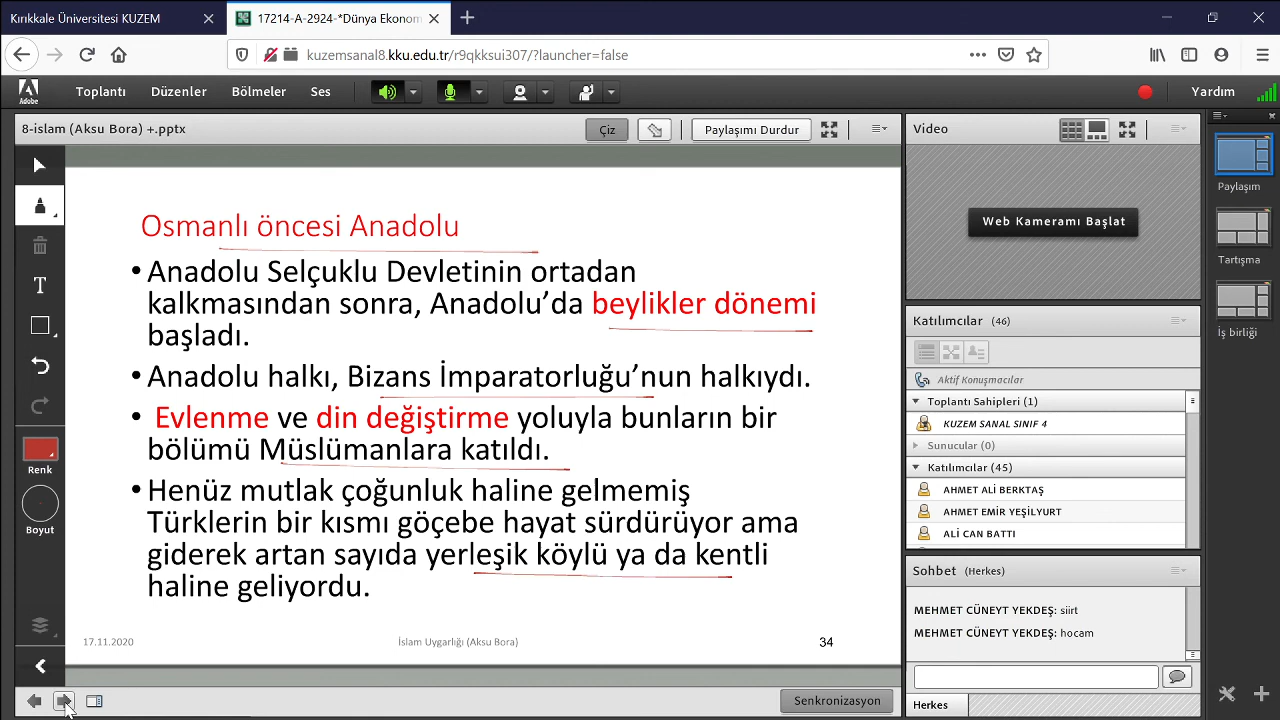 Kırıkkale Üniversitesi KUZEM
17214-A-2924-*Dünya Ekonom
kuzemsanal8.kku.edu.tr/r9qkksui307/?launcher=false
Adobe
Toplantı Düzenler Bölmeler Ses
Yardım
8-islam (Aksu Bora) +.pptx
Çiz
Paylaşımı Durdur
Osmanlı öncesi Anadolu
• Anadolu Selçuklu Devletinin ortadan
kalkmasından sonra, Anadolu’da beylikler dönemi
başladı.
• Anadolu halkı, Bizans İmparatorluğu’nun halkıydı.
• Evlenme ve din değiştirme yoluyla bunların bir
bölümü Müslümanlara katıldı.
• Henüz mutlak çoğunluk haline gelmemiş
Türklerin bir kısmı göçebe hayat sürdürüyor ama
giderek artan sayıda yerleşik köylü ya da kentli
haline geliyordu.
17.11.2020
İslam Uygarlığı (Aksu Bora)
34
T
Renk
Boyut
Senkronizasyon
Video
Web Kameramı Başlat
Katılımcılar (46)
Aktif Konuşmacılar
Toplantı Sahipleri (1)
KUZEM SANAL SINIF 4
Sunucular (0)
Katılımcılar (45)
AHMET ALİ BERKTAŞ
AHMET EMİR YEŞİLYURT
ALİ CAN BATTI
Sohbet (Herkes)
MEHMET CÜNEYT YEKDEŞ: siirt
MEHMET CÜNEYT YEKDEŞ: hocam
Herkes
Paylaşım
Tartışma
İş birliği